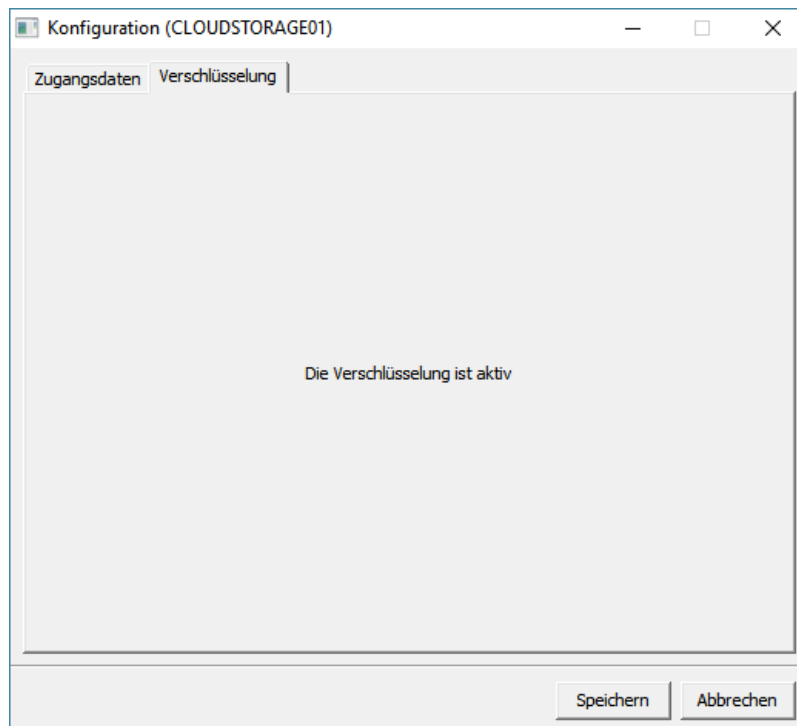 Konfiguration (CLOUDSTORAGE01)
Zugangsdaten Verschlüsselung
Die Verschlüsselung ist aktiv
Speichern Abbrechen